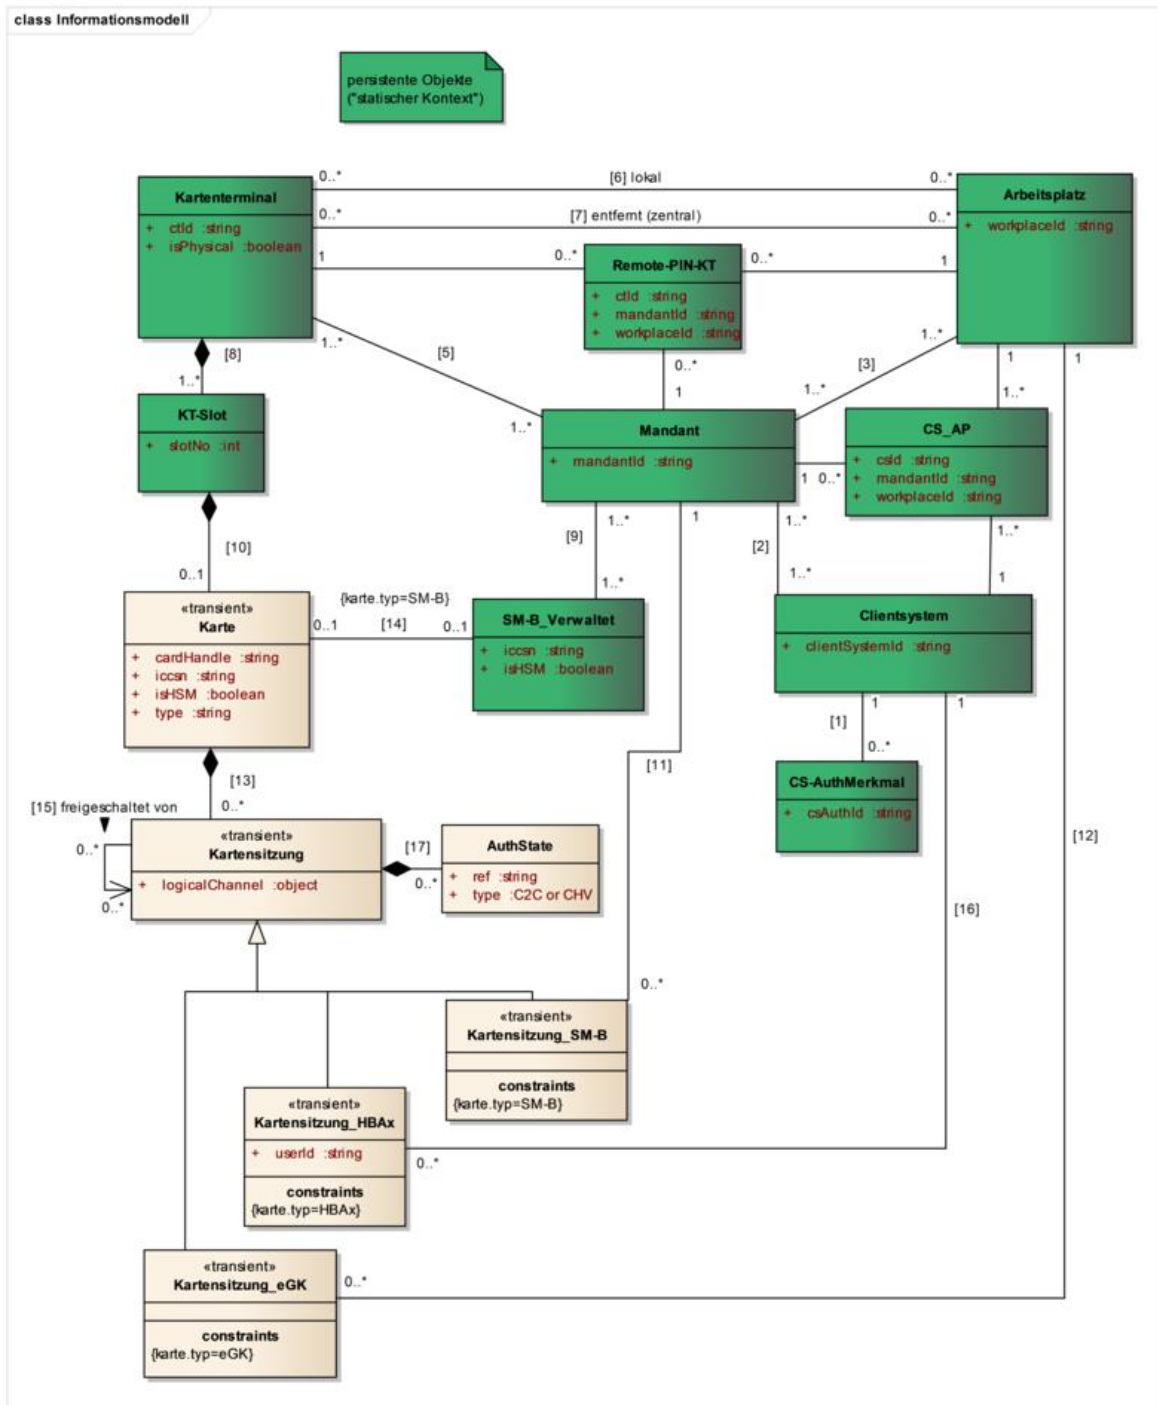 class Informationsmodell
persistente Objekte
("statischer Kontext")
0..*
[6] lokal
0..*
Kartenterminal
+ ctId :string
+ isPhysical :boolean
0..*
[7] entfernt (zentral)
0..*
Arbeitsplatz
+ workplaceId :string
1
0..*
Remote-PIN-KT
+ ctId :string
+ mandantId :string
+ workplaceId :string
0..*
1
1..*
[5]
0..*
1
[3]
1..*
1
1
[8]
1..*
KT-Slot
+ slotNo :int
1..*
Mandant
+ mandantId :string
1..*
1..*
CS_AP
+ csId :string
+ mandantId :string
+ workplaceId :string
1
0..*
[9]
1..*
1
[2]
1..*
1..*
[10]
0..1
1..*
1..*
1
«transient»
Karte
+ cardHandle :string
+ iccsn :string
+ isHSM :boolean
+ type :string
{karte.typ=SM-B}
0..1
[14]
0..1
SM-B_Verwaltet
+ iccsn :string
+ isHSM :boolean
Clientsystem
+ clientSystemId :string
1
1
[1]
0..*
[11]
CS-AuthMerkmal
+ csAuthId :string
[13]
0..*
[15] freigeschaltet von
0..*
0..*
«transient»
Kartensitzung
+ logicalChannel :object
[17]
0..*
AuthState
+ ref :string
+ type :C2C or CHV
[12]
[16]
0..*
«transient»
Kartensitzung_SM-B
constraints
{karte.typ=SM-B}
«transient»
Kartensitzung_HBAx
+ userId :string
constraints
{karte.typ=HBAx}
0..*
«transient»
Kartensitzung_eGK
constraints
{karte.typ=eGK}
0..*